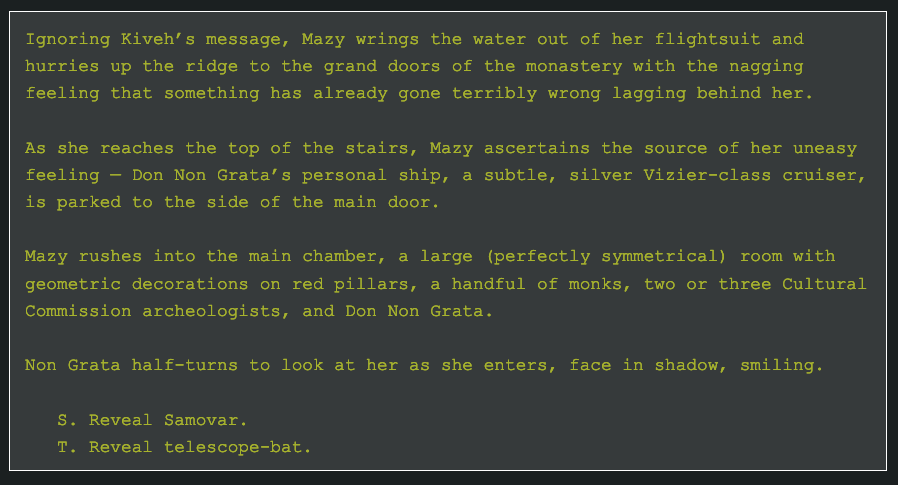 Ignoring Kiveh’s message, Mazy wrings the water out of her flightsuit and
hurries up the ridge to the grand doors of the monastery with the nagging
feeling that something has already gone terribly wrong lagging behind her.
As she reaches the top of the stairs, Mazy ascertains the source of her uneasy
feeling — Don Non Grata’s personal ship, a subtle, silver Vizier-class cruiser,
is parked to the side of the main door.
Mazy rushes into the main chamber, a large (perfectly symmetrical) room with
geometric decorations on red pillars, a handful of monks, two or three Cultural
Commission archeologists, and Don Non Grata.
Non Grata half-turns to look at her as she enters, face in shadow, smiling.
S. Reveal Samovar.
T. Reveal telescope-bat.